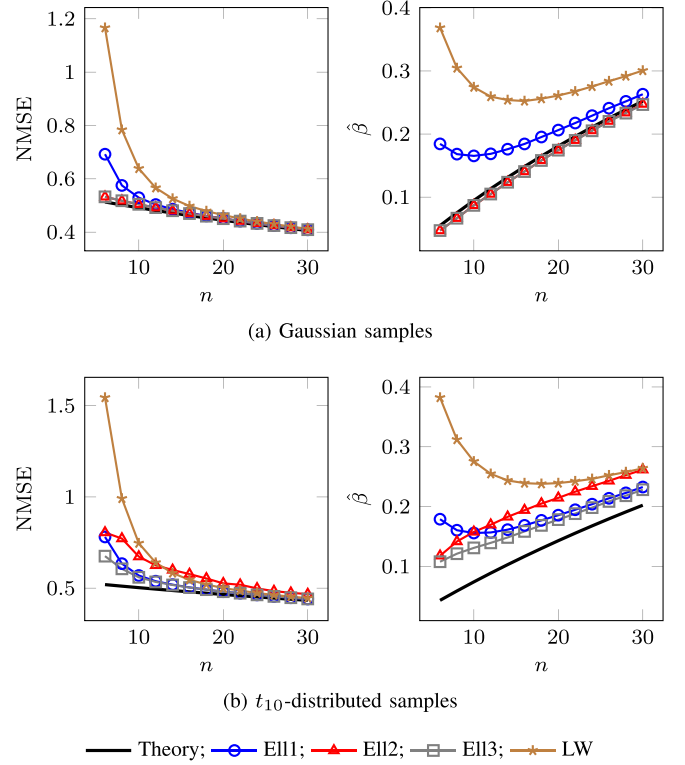 1.2
1
0.8
0.6
0.4
NMSE
10 20 30
n
0.4
0.3
0.2
0.1
β̂
10 20 30
n
(a) Gaussian samples
1.5
1
0.5
NMSE
10 20 30
n
0.4
0.3
0.2
0.1
β̂
10 20 30
n
(b) t₁₀-distributed samples
Theory; Ell1; Ell2; Ell3; LW